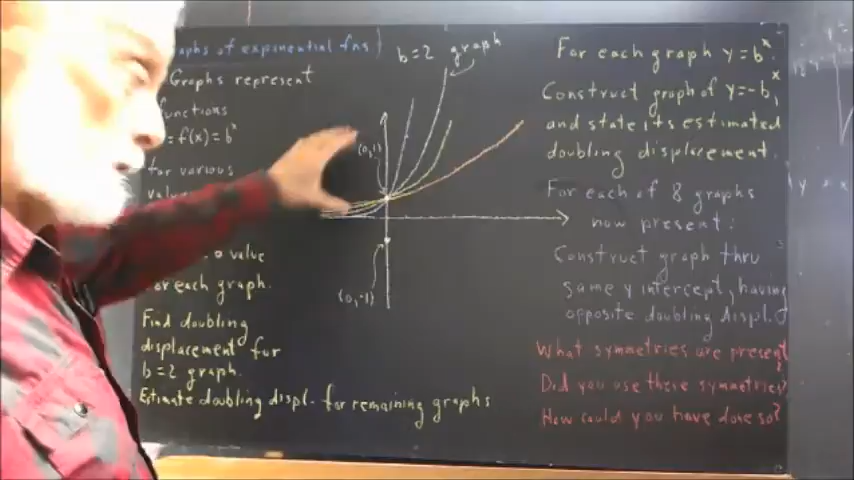 graphs of exponential fns
Graphs represent
functions
= f(x) = b^x
for various
value
for each graph.
Find doubling
displacement for
b=2 graph.
Estimate doubling displ. for remaining graphs
b=2 graph
(0,1)
(0,-1)
For each graph y=b^x.
Construct graph of y=-b^x,
and state its estimated
doubling displacement.
For each of 8 graphs
now present:
Construct graph thru
same y intercept, having
opposite doubling displ.
What symmetries are present?
Did you use these symmetries?
How could you have done so?